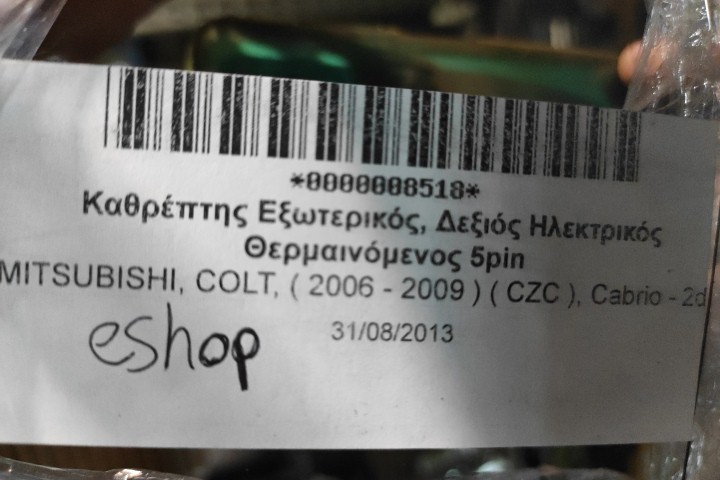 *0000008518*
Καθρέπτης Εξωτερικός, Δεξιός Ηλεκτρικός
Θερμαινόμενος 5pin
MITSUBISHI, COLT, ( 2006 - 2009 ) ( CZC ), Cabrio - 2d
eshop
31/08/2013